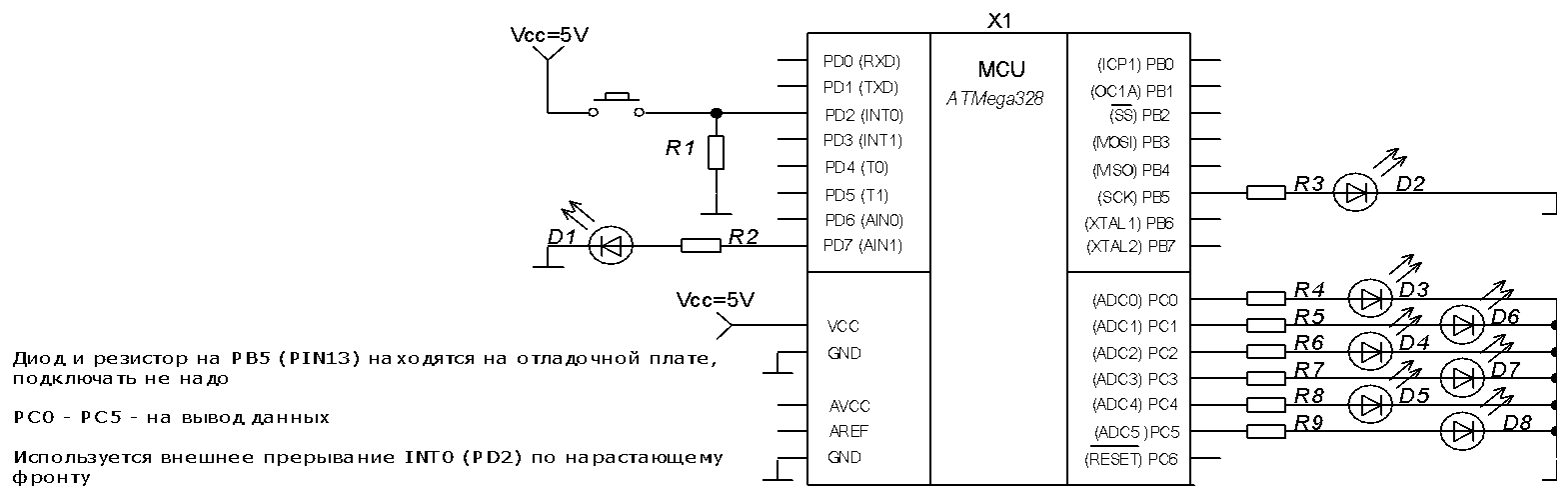 X1
Vcc=5V
PD0 (RXD)
PD1 (TXD)
PD2 (INT0)
PD3 (INT1)
PD4 (T0)
PD5 (T1)
PD6 (AIN0)
PD7 (AIN1)
MCU
ATMega328
(ICP1) PB0
(OC1A) PB1
(SS) PB2
(MOSI) PB3
(MSO) PB4
(SCK) PB5
(XTAL1) PB6
(XTAL2) PB7
R1
D1
R2
R3
D2
Vcc=5V
VCC
GND
AVCC
AREF
GND
(ADC0) PC0
(ADC1) PC1
(ADC2) PC2
(ADC3) PC3
(ADC4) PC4
(ADC5 )PC5
(RESET) PC6
R4
D3
R5
D6
R6
D4
R7
D7
R8
D5
R9
D8
Диод и резистор на PB5 (PIN13) находятся на отладочной плате,
подключать не надо
PC0 - PC5 - на вывод данных
Используется внешнее прерывание INT0 (PD2) по нарастающему
фронту